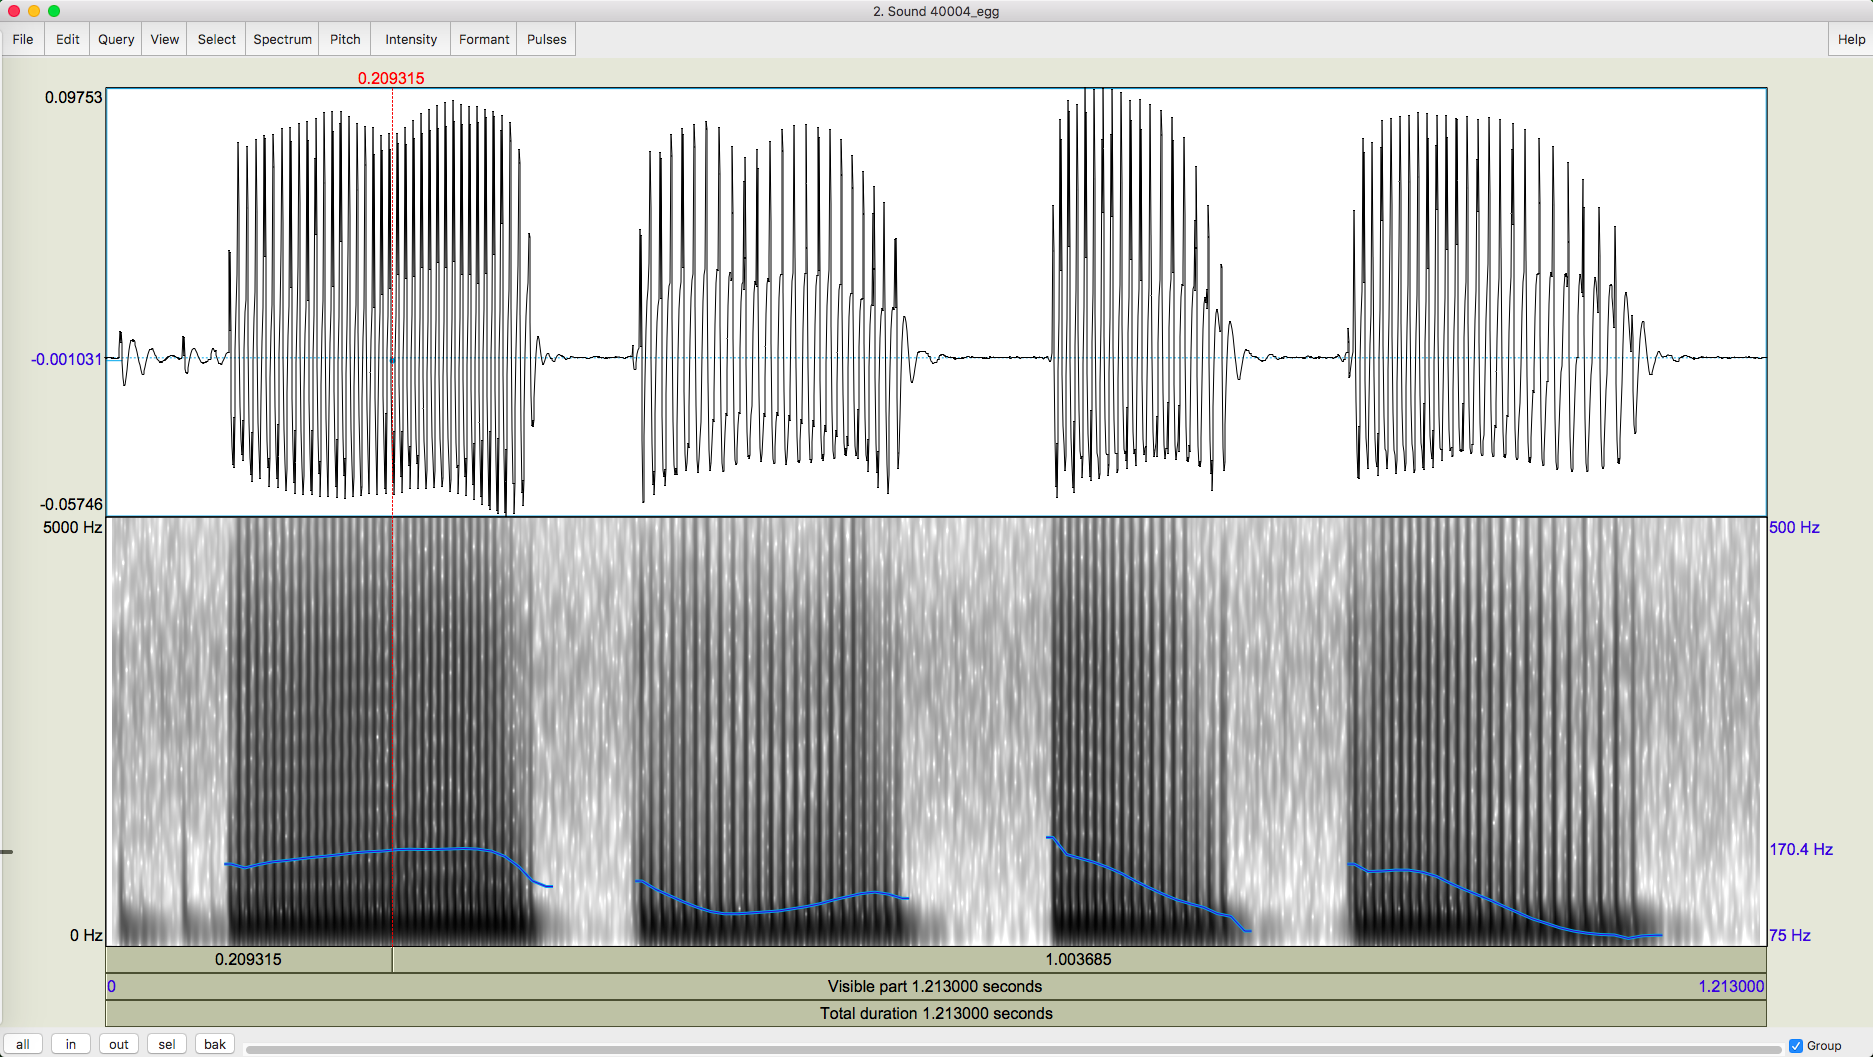 2. Sound 40004_egg
File Edit Query View Select Spectrum Pitch Intensity Formant Pulses Help
0.209315
0.09753
-0.001031
-0.05746
5000 Hz 500 Hz
170.4 Hz
0 Hz 75 Hz
0.209315 1.003685
0 Visible part 1.213000 seconds 1.213000
Total duration 1.213000 seconds
all in out sel bak Group